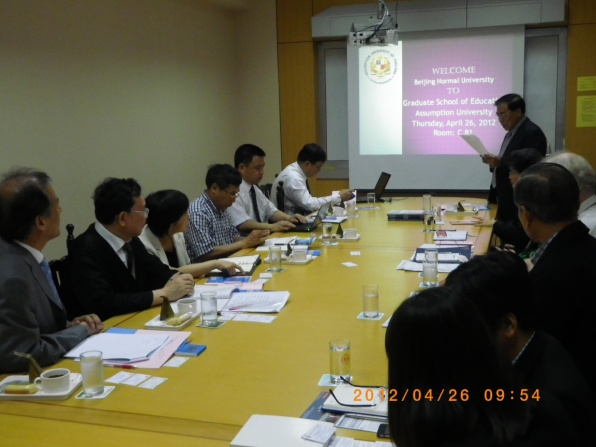 WELCOME
Beijing Normal University
TO
Graduate School of Educat
Assumption University
Thursday, April 26, 2012
Room:
2012/04/26 09:54